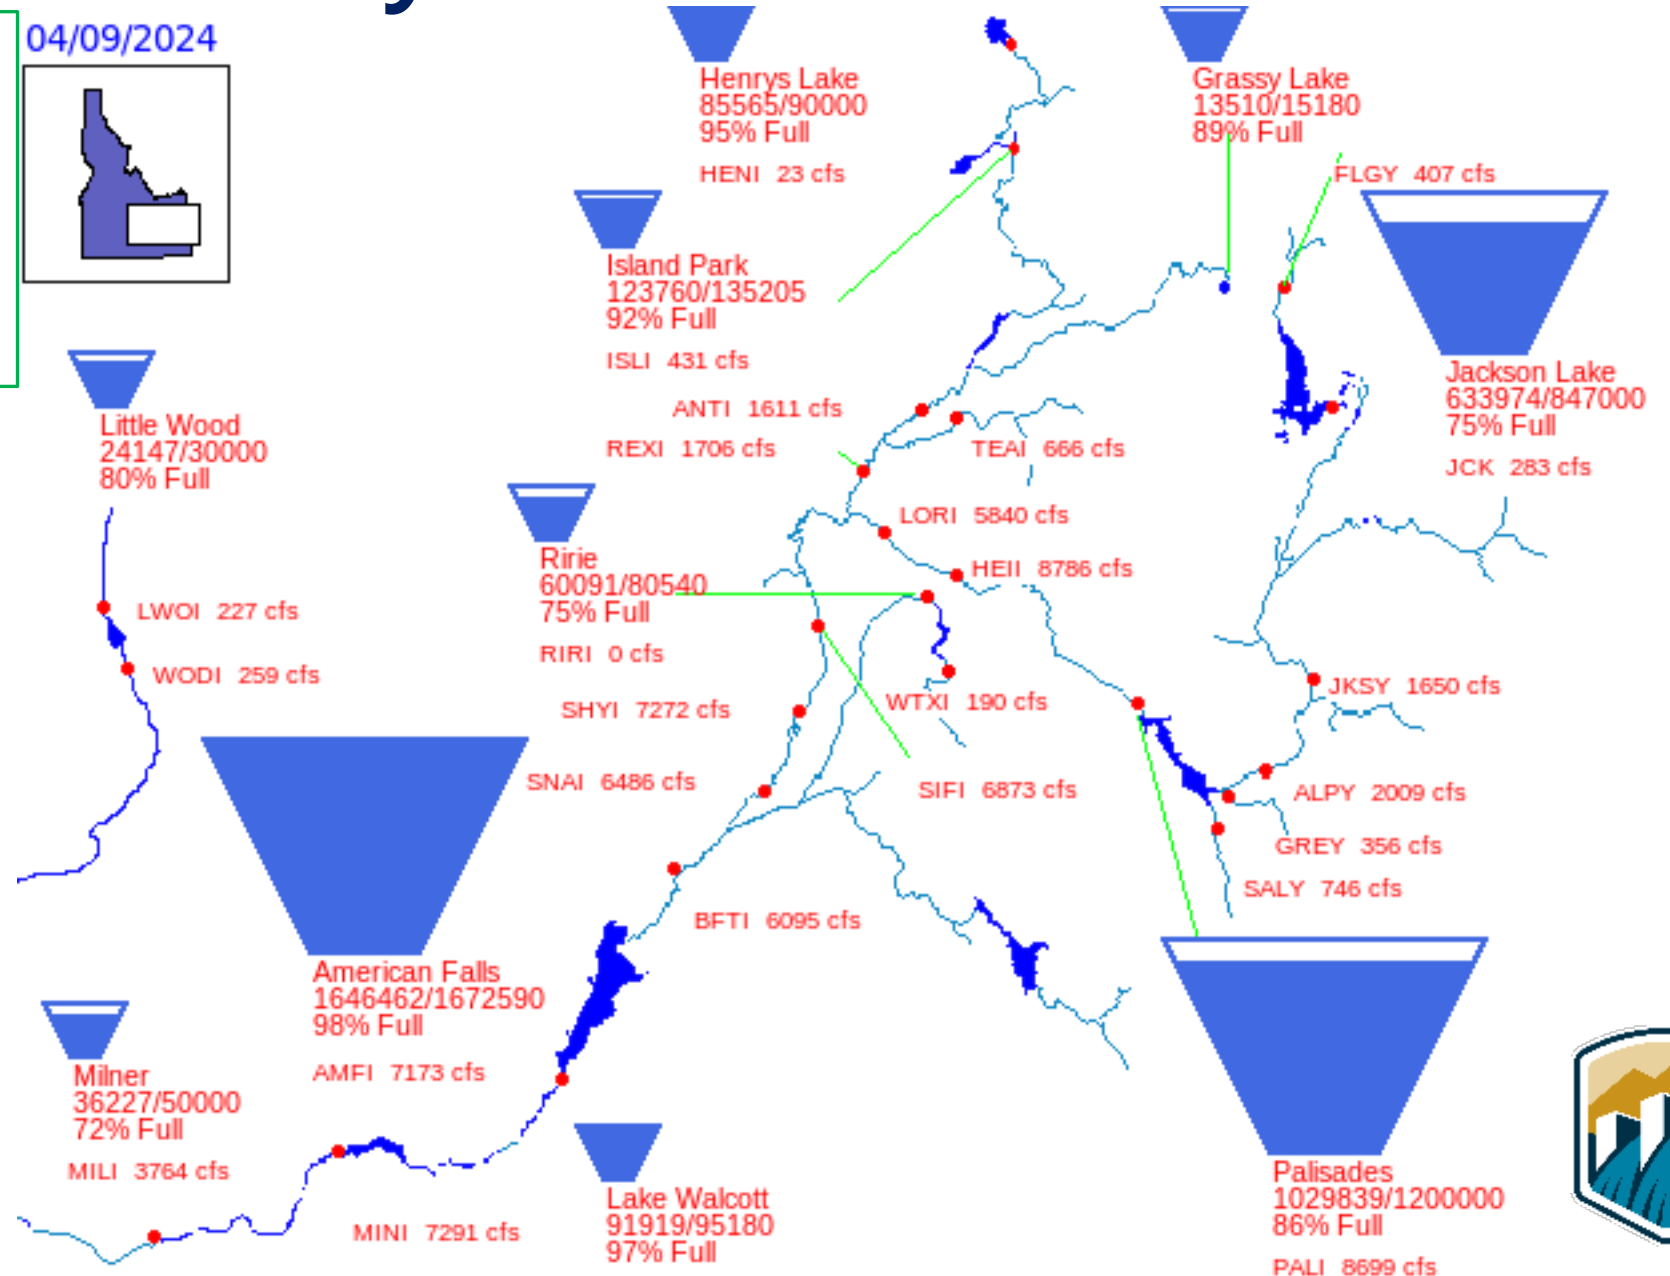 04/09/2024
Henrys Lake
85565/90000
95% Full
HENI 23 cfs
Grassy Lake
13510/15180
89% Full
FLGY 407 cfs
Island Park
123760/135205
92% Full
ISLI 431 cfs
Jackson Lake
633974/847000
75% Full
JCK 283 cfs
Little Wood
24147/30000
80% Full
ANTI 1611 cfs
REXI 1706 cfs
TEAI 666 cfs
LORI 5840 cfs
HEII 8786 cfs
Ririe
60091/80540
75% Full
RIRI 0 cfs
LWOI 227 cfs
WODI 259 cfs
SHYI 7272 cfs
WTXI 190 cfs
JKSY 1650 cfs
SNAI 6486 cfs
SIFI 6873 cfs
ALPY 2009 cfs
GREY 356 cfs
SALY 746 cfs
BFTI 6095 cfs
American Falls
1646462/1672590
98% Full
AMFI 7173 cfs
Milner
36227/50000
72% Full
MILI 3764 cfs
MINI 7291 cfs
Lake Walcott
91919/95180
97% Full
Palisades
1029839/1200000
86% Full
PALI 8699 cfs